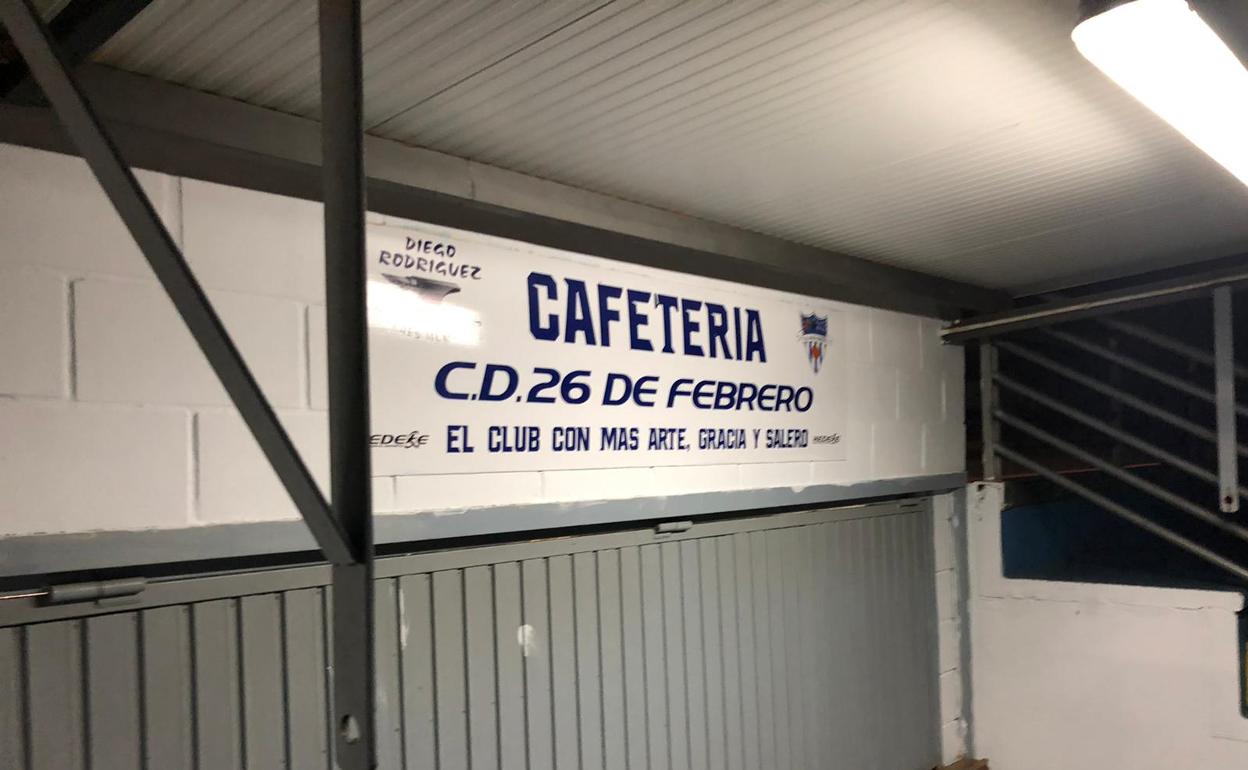 DIEGO
RODRIGUEZ
CAFETERIA
C.D. 26 DE FEBRERO
EL CLUB CON MAS ARTE, GRACIA Y SALERO